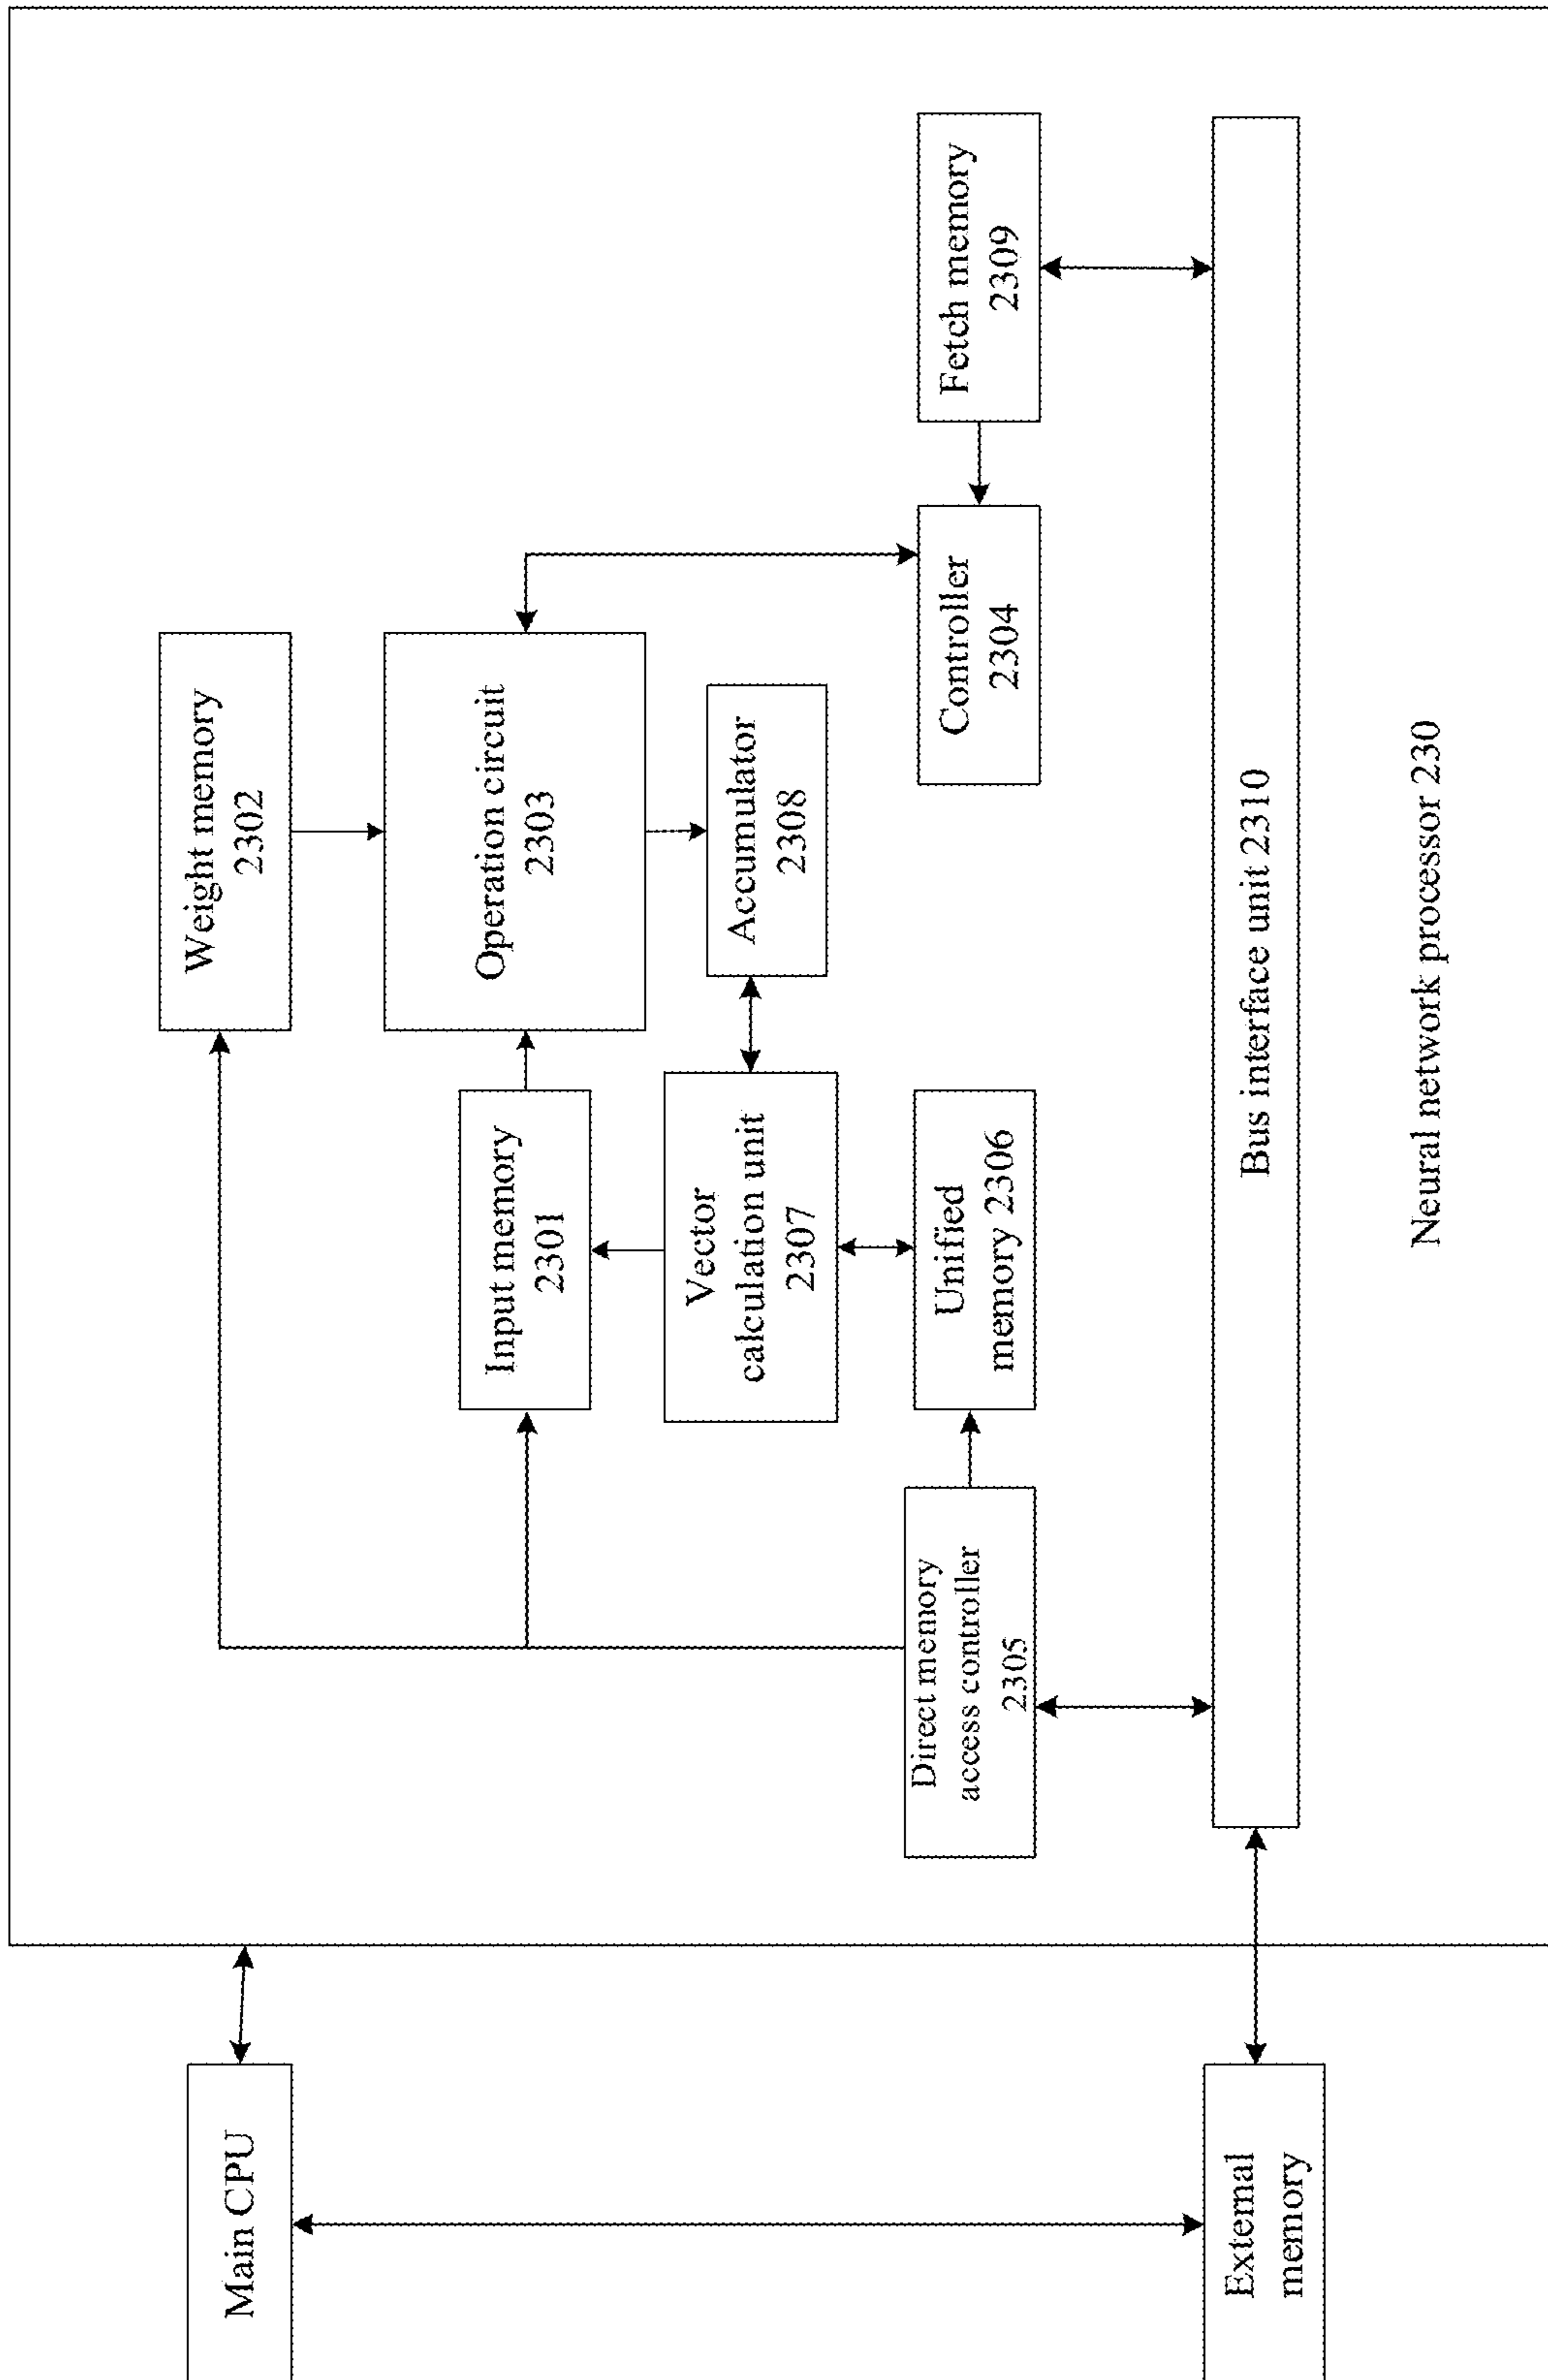 Main CPU
External
memory
Weight memory
2302
Input memory
2301
Operation circuit
2303
Vector
calculation unit
2307
Accumulator
2308
Direct memory
access controller
2305
Unified
memory 2306
Controller
2304
Fetch memory
2309
Bus interface unit 2310
Neural network processor 230